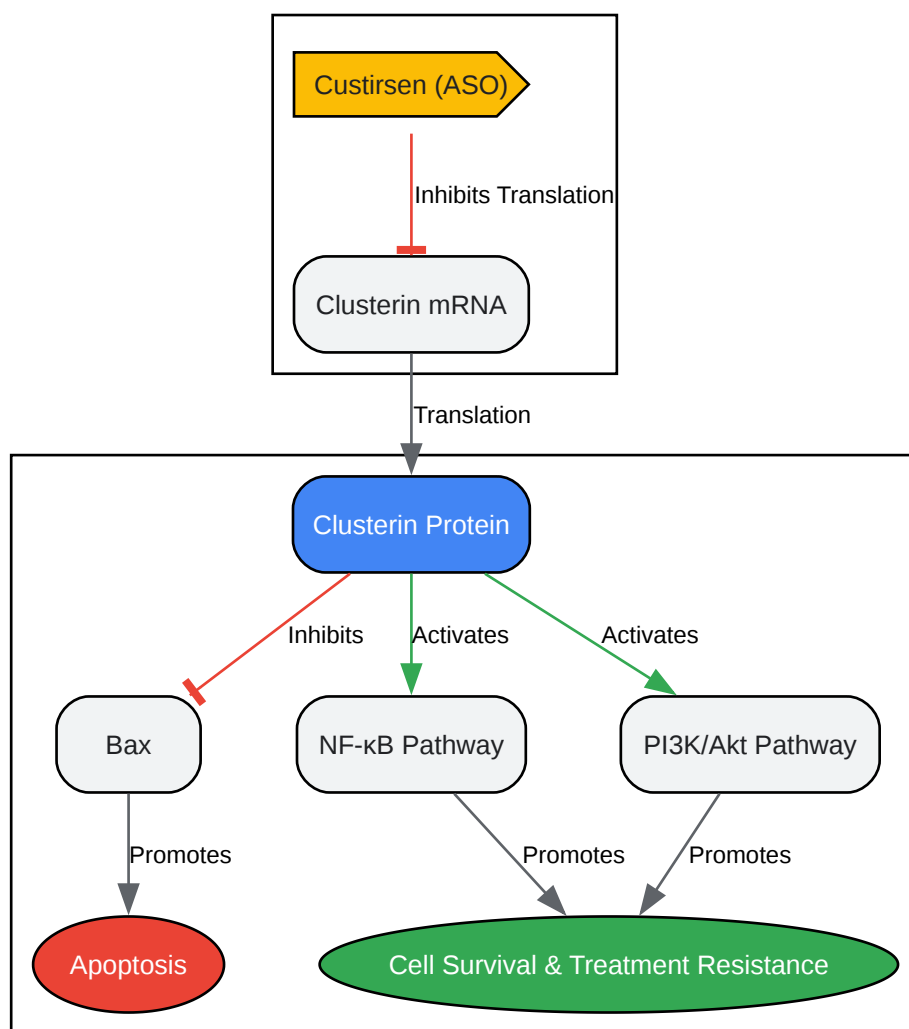 Custirsen (ASO)
Inhibits Translation
Clusterin mRNA
Translation
Clusterin Protein
Inhibits
Activates
Activates
Bax
NF-κB Pathway
PI3K/Akt Pathway
Promotes
Promotes
Promotes
Apoptosis
Cell Survival & Treatment Resistance